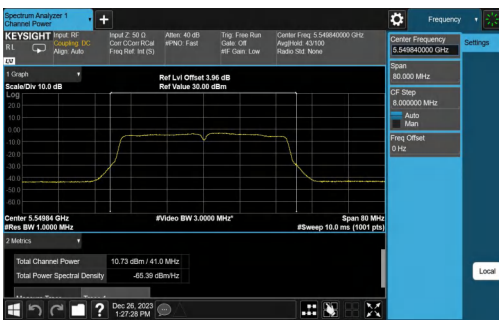 Spectrum Analyzer 1
Channel Power
Frequency
KEYSIGHT
Input: RF
Coupling: DC
Align: Auto
Input Z: 50 Ω
Corr CCorr RCal
Freq Ref: Int (S)
Atten: 40 dB
#PNO: Fast
Trig: Free Run
Gate: Off
#IF Gain: Low
Center Freq: 5.549840000 GHz
Avg|Hold: 43/100
Radio Std: None
RL
LXI
Center Frequency
5.549840000 GHz
Settings
Span
80.000 MHz
CF Step
8.000000 MHz
Auto
Man
Freq Offset
0 Hz
Local
1 Graph
Scale/Div 10.0 dB
Ref Lvl Offset 3.96 dB
Ref Value 30.00 dBm
Log
20.0
10.0
0.00
-10.0
-20.0
-30.0
-40.0
-50.0
-60.0
Center 5.54984 GHz
#Res BW 1.0000 MHz
#Video BW 3.0000 MHz*
Span 80 MHz
#Sweep 10.0 ms (1001 pts)
2 Metrics
Total Channel Power
10.73 dBm / 41.0 MHz
Total Power Spectral Density
-65.39 dBm/Hz
?
Dec 26, 2023
1:27:28 PM